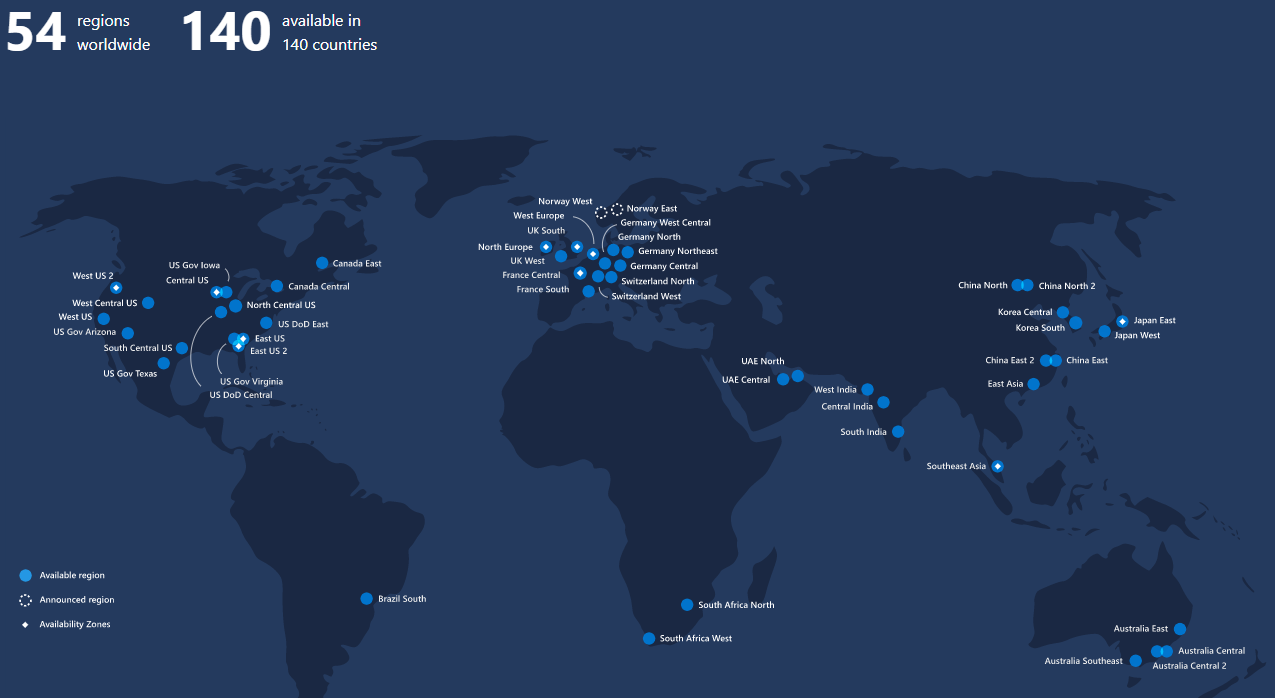 54 regions worldwide
140 available in 140 countries
West US 2
West Central US
West US
US Gov Arizona
South Central US
US Gov Texas
US Gov Iowa
Central US
Canada East
Canada Central
North Central US
US DoD East
East US
East US 2
US Gov Virginia
US DoD Central
Brazil South
Norway West
West Europe
UK South
North Europe
UK West
France Central
France South
Norway East
Germany West Central
Germany North
Germany Northeast
Germany Central
Switzerland North
Switzerland West
UAE North
UAE Central
West India
Central India
South India
South Africa North
South Africa West
China North
China North 2
Korea Central
Korea South
Japan East
Japan West
China East 2
China East
East Asia
Southeast Asia
Australia East
Australia Central
Australia Southeast
Australia Central 2
Available region
Announced region
Availability Zones